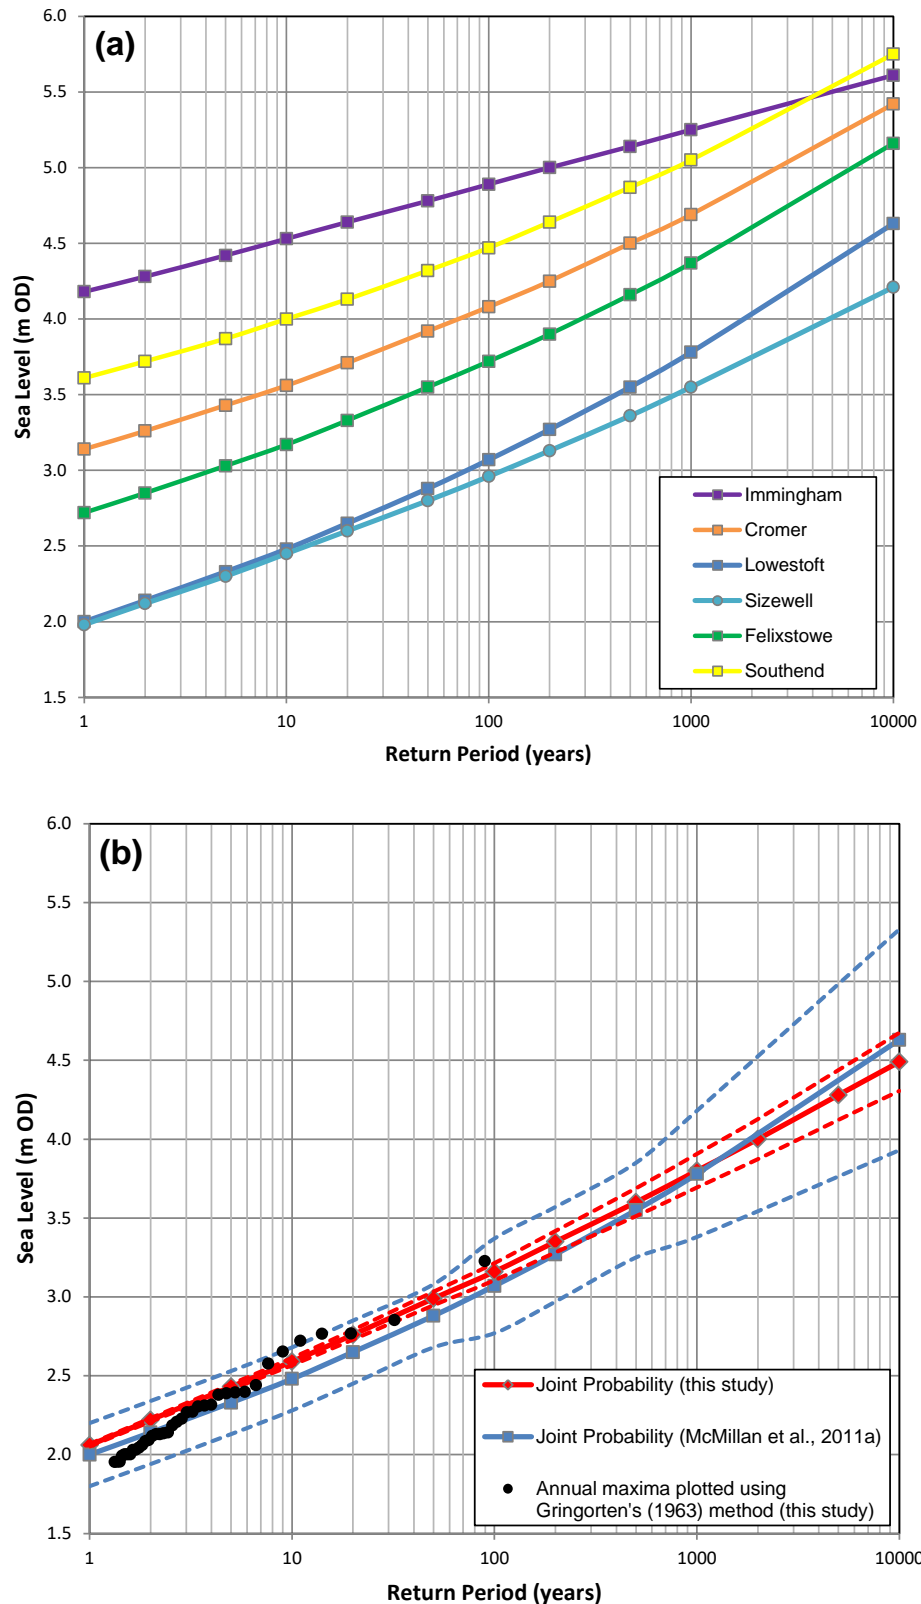 (a)
6.0
5.5
5.0
4.5
4.0
3.5
3.0
2.5
2.0
1.5
Sea Level (m OD)
Immingham
Cromer
Lowestoft
Sizewell
Felixstowe
Southend
1 10 100 1000 10000
Return Period (years)
(b)
6.0
5.5
5.0
4.5
4.0
3.5
3.0
2.5
2.0
1.5
Sea Level (m OD)
Joint Probability (this study)
Joint Probability (McMillan et al., 2011a)
Annual maxima plotted using
Gringorten's (1963) method (this study)
1 10 100 1000 10000
Return Period (years)